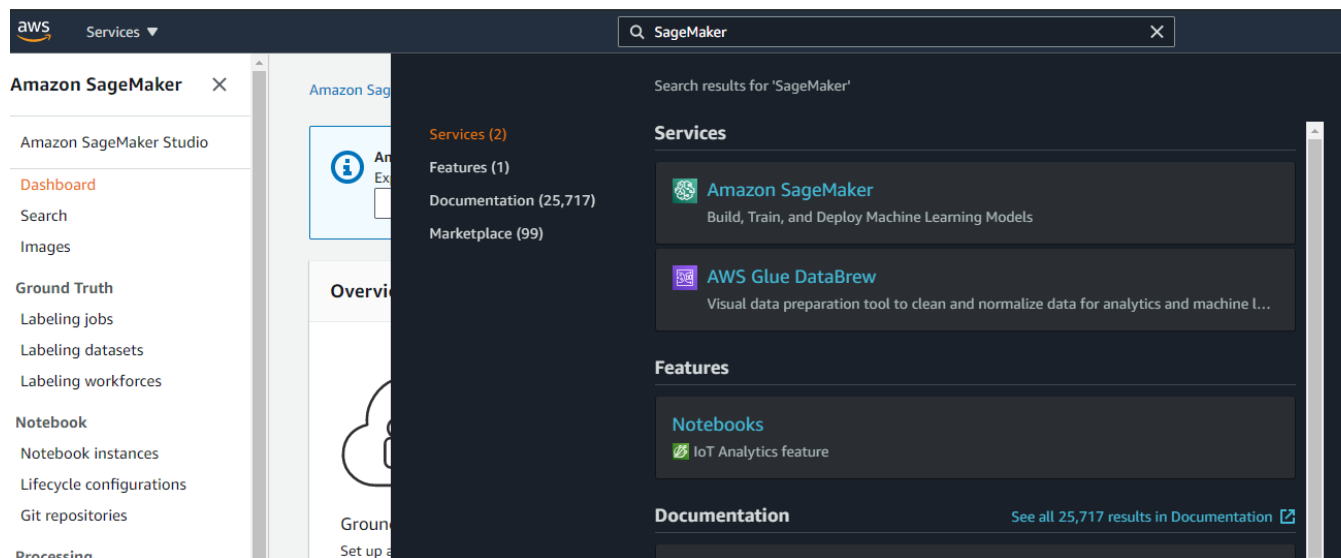 aws
Services ▼
SageMaker
Amazon SageMaker
Amazon SageMaker Studio
Dashboard
Search
Images
Ground Truth
Labeling jobs
Labeling datasets
Labeling workforces
Notebook
Notebook instances
Lifecycle configurations
Git repositories
Processing
Amazon Sag
An
Ex
Overvi
Groun
Set up a
Search results for 'SageMaker'
Services (2)
Features (1)
Documentation (25,717)
Marketplace (99)
Services
Amazon SageMaker
Build, Train, and Deploy Machine Learning Models
AWS Glue DataBrew
Visual data preparation tool to clean and normalize data for analytics and machine l...
Features
Notebooks
IoT Analytics feature
Documentation
See all 25,717 results in Documentation